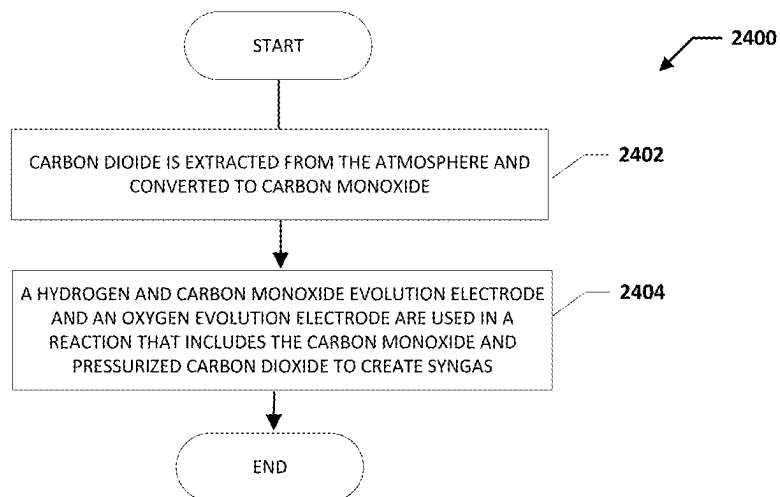 START
2400
CARBON DIOIDE IS EXTRACTED FROM THE ATMOSPHERE AND
CONVERTED TO CARBON MONOXIDE
2402
A HYDROGEN AND CARBON MONOXIDE EVOLUTION ELECTRODE
AND AN OXYGEN EVOLUTION ELECTRODE ARE USED IN A
REACTION THAT INCLUDES THE CARBON MONOXIDE AND
PRESSURIZED CARBON DIOXIDE TO CREATE SYNGAS
2404
END